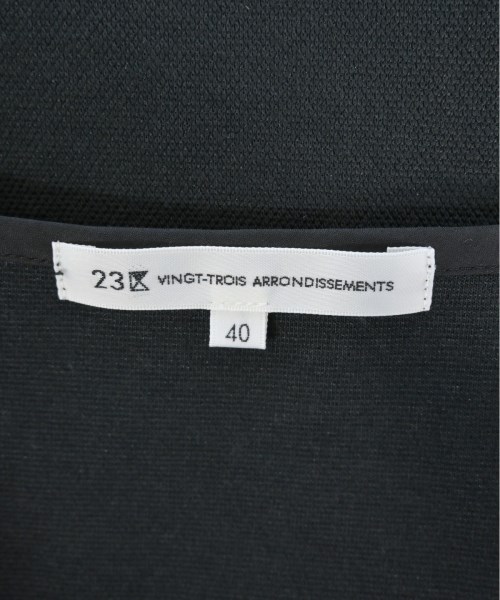 23区 VINGT-TROIS ARRONDISSEMENTS
40